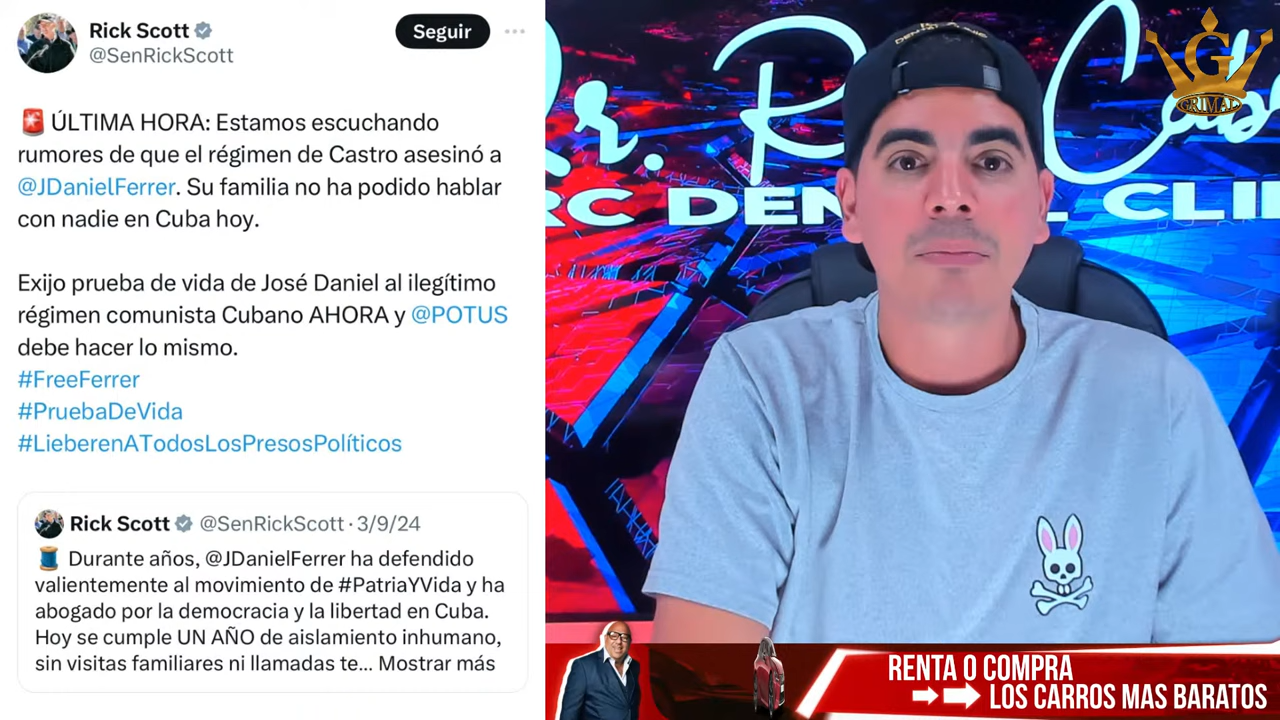 Rick Scott
@SenRickScott
Seguir
🚨 ÚLTIMA HORA: Estamos escuchando
rumores de que el régimen de Castro asesinó a
@JDanielFerrer. Su familia no ha podido hablar
con nadie en Cuba hoy.
Exijo prueba de vida de José Daniel al ilegítimo
régimen comunista Cubano AHORA y @POTUS
debe hacer lo mismo.
#FreeFerrer
#PruebaDeVida
#LieberenATodosLosPresosPolíticos
Rick Scott @SenRickScott · 3/9/24
🧵 Durante años, @JDanielFerrer ha defendido
valientemente al movimiento de #PatriaYVida y ha
abogado por la democracia y la libertad en Cuba.
Hoy se cumple UN AÑO de aislamiento inhumano,
sin visitas familiares ni llamadas te... Mostrar más
G
GRIMAD
RENTA O COMPRA
LOS CARROS MAS BARATOS